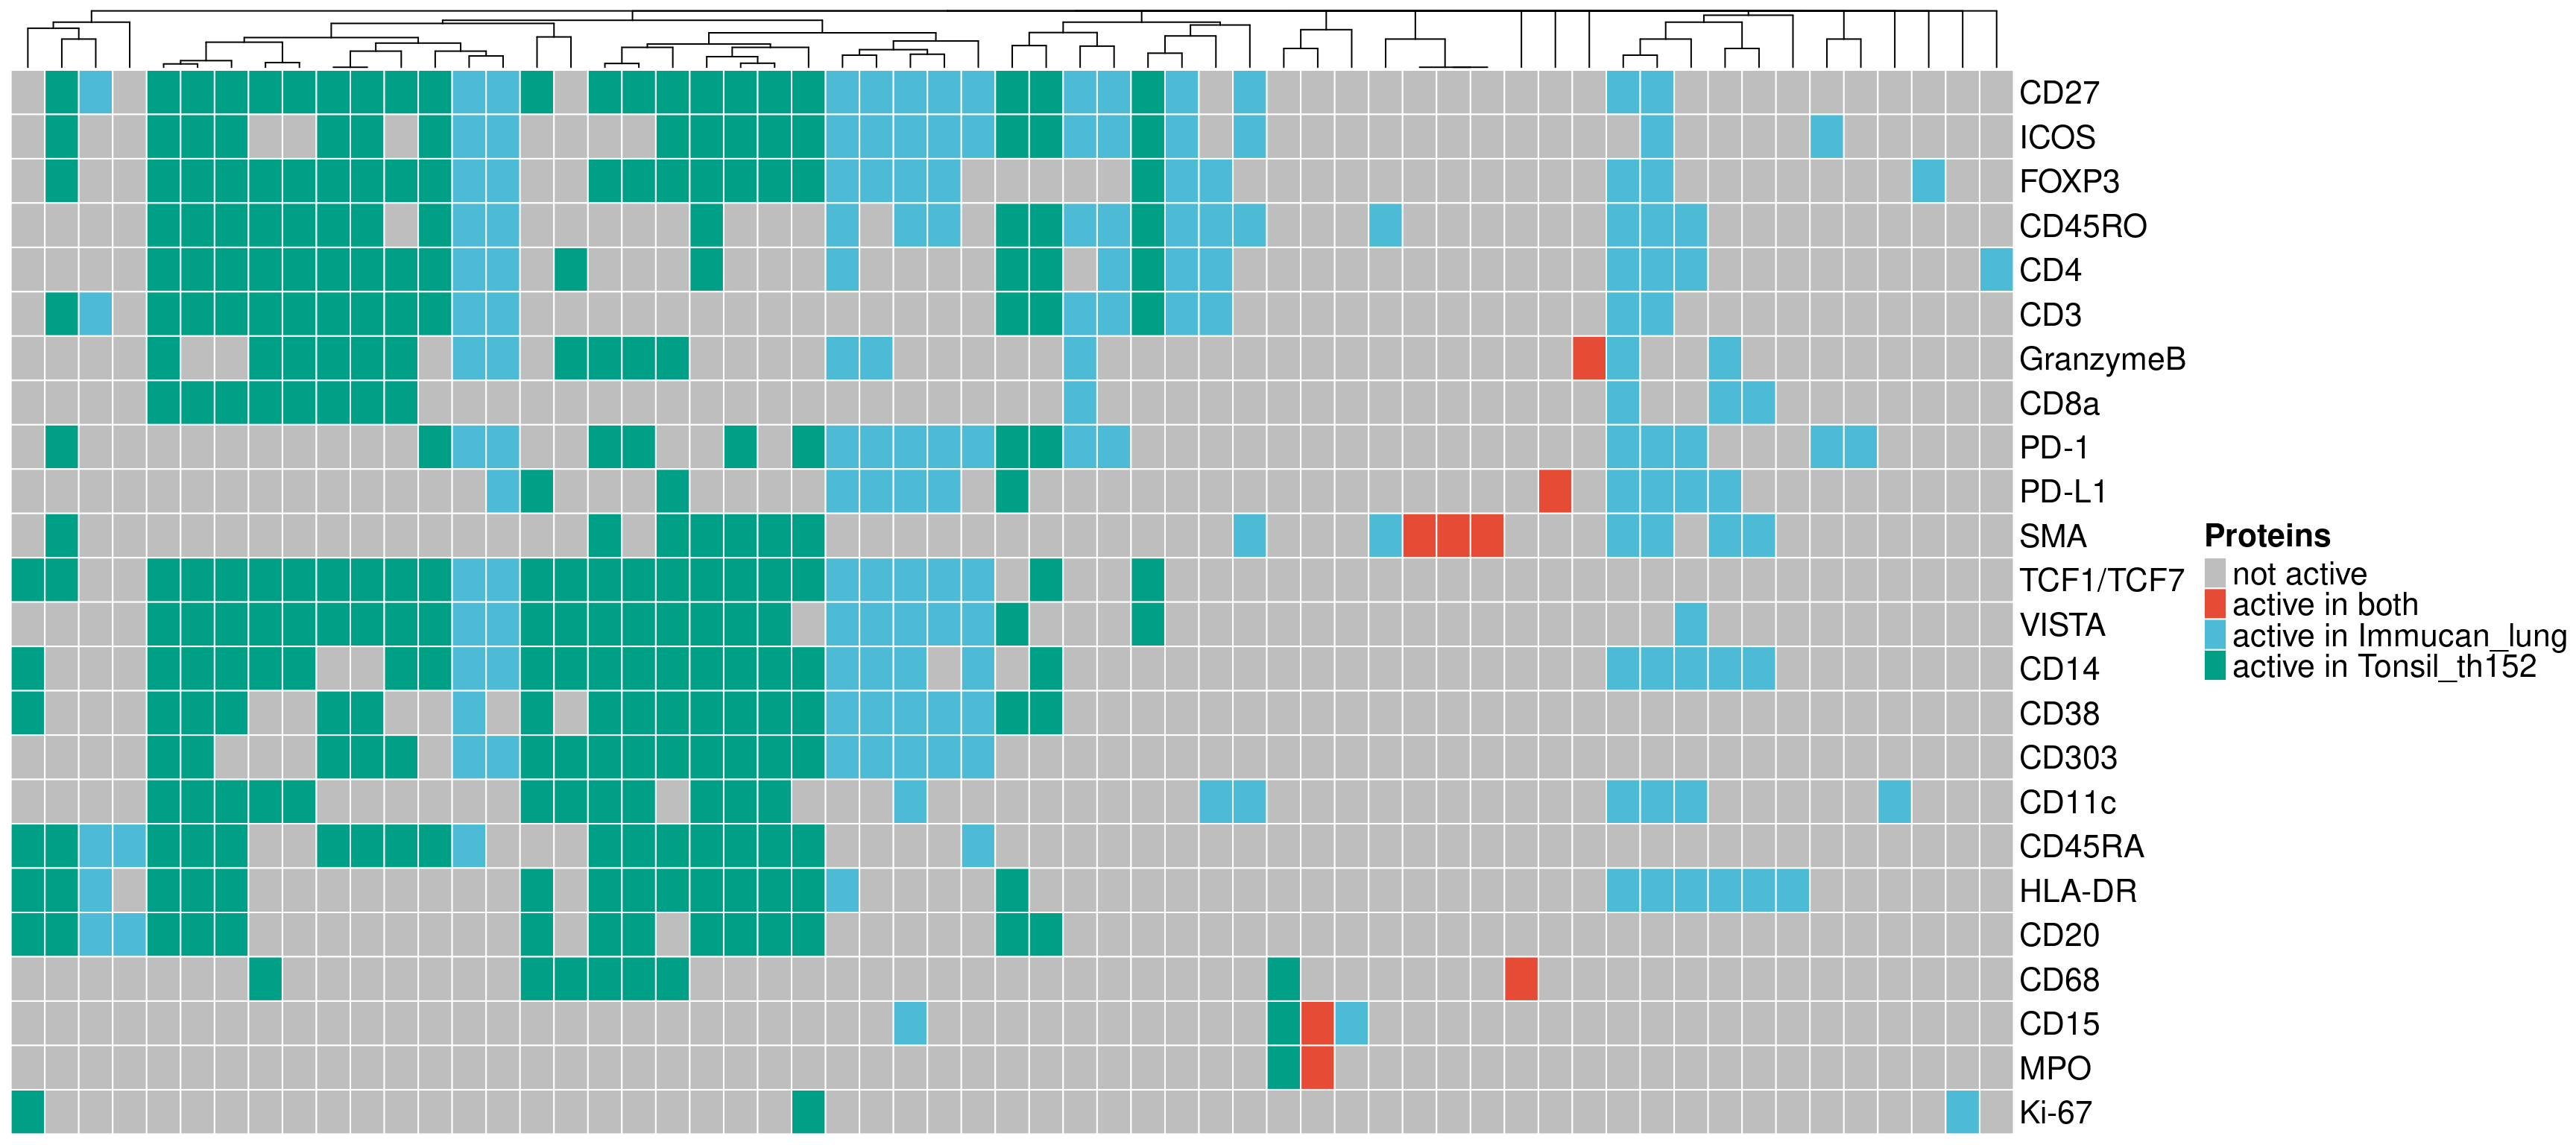 CD27
ICOS
FOXP3
CD45RO
CD4
CD3
GranzymeB
CD8a
PD-1
PD-L1
SMA
TCF1/TCF7
VISTA
CD14
CD38
CD303
CD11c
CD45RA
HLA-DR
CD20
CD68
CD15
MPO
Ki-67
Proteins
not active
active in both
active in Immucan_lung
active in Tonsil_th152